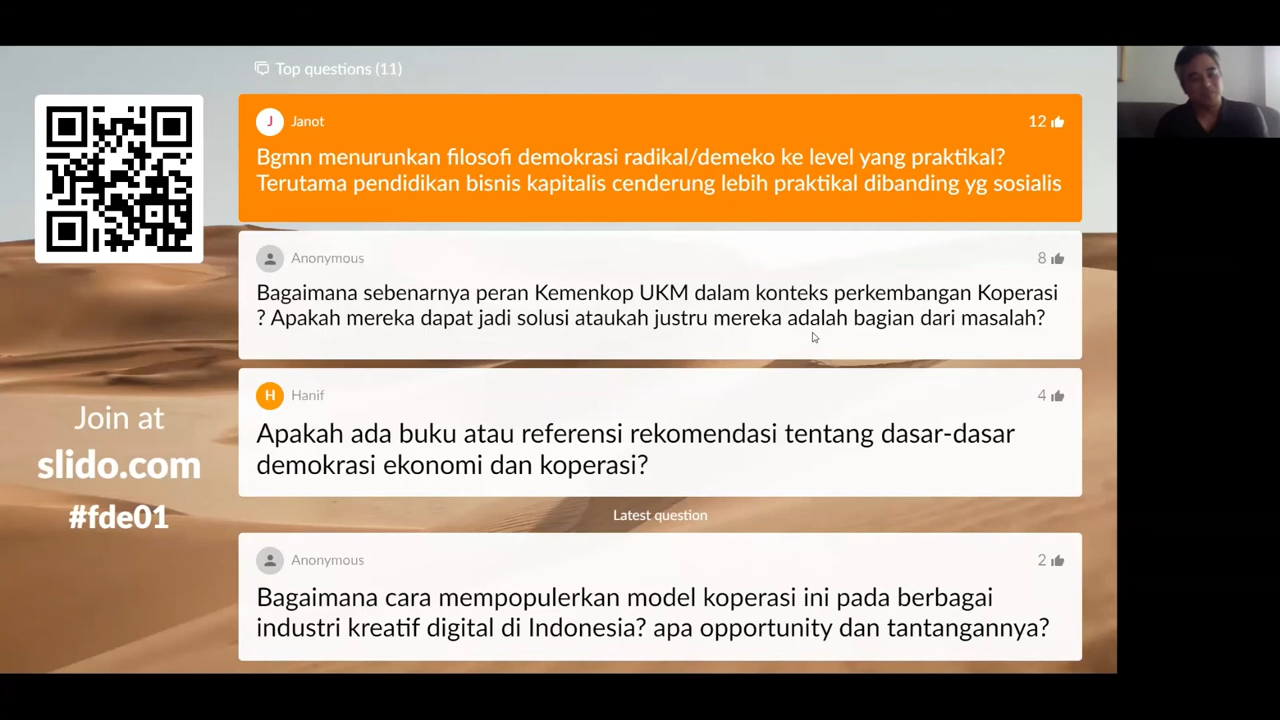 Top questions (11)
J Janot
12
Bgmn menurunkan filosofi demokrasi radikal/demeko ke level yang praktikal?
Terutama pendidikan bisnis kapitalis cenderung lebih praktikal dibanding yg sosialis
Anonymous
8
Bagaimana sebenarnya peran Kemenkop UKM dalam konteks perkembangan Koperasi
? Apakah mereka dapat jadi solusi ataukah justru mereka adalah bagian dari masalah?
H Hanif
4
Apakah ada buku atau referensi rekomendasi tentang dasar-dasar
demokrasi ekonomi dan koperasi?
Latest question
Anonymous
2
Bagaimana cara mempopulerkan model koperasi ini pada berbagai
industri kreatif digital di Indonesia? apa opportunity dan tantangannya?
Join at
slido.com
#fde01